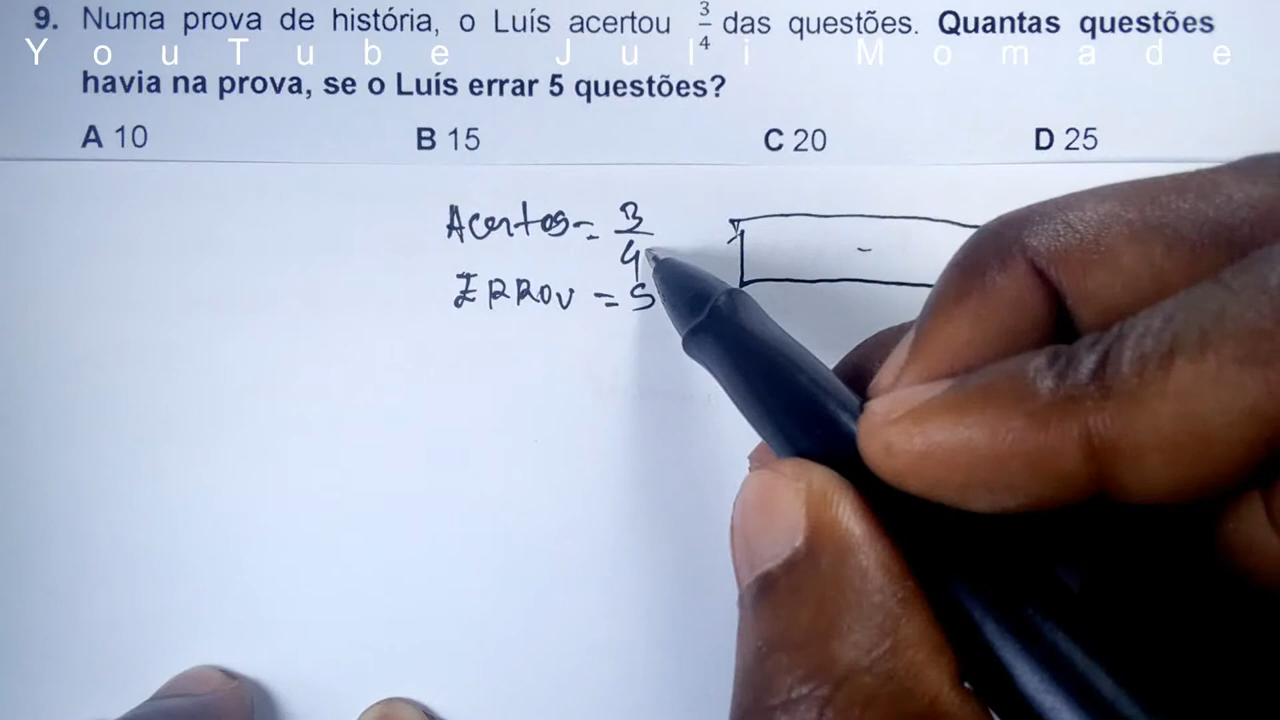 9. Numa prova de história, o Luís acertou 3/4 das questões. Quantas questões
YouTube Juli Momade
havia na prova, se o Luís errar 5 questões?
A 10 B 15 C 20 D 25
Acertos = 3/4
ERROU = 5